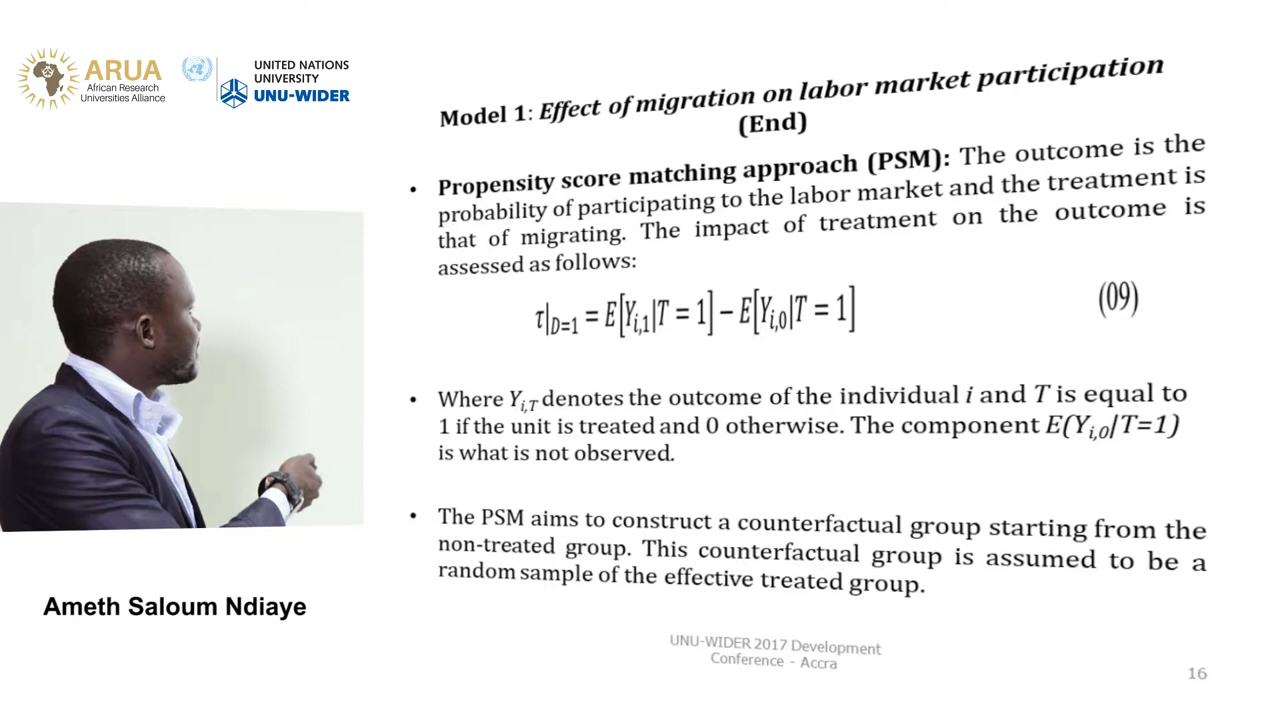 ARUA
African Research
Universities Alliance
UNITED NATIONS
UNIVERSITY
UNU-WIDER
Model 1: Effect of migration on labor market participation
(End)
• Propensity score matching approach (PSM): The outcome is the
probability of participating to the labor market and the treatment is
that of migrating. The impact of treatment on the outcome is
assessed as follows:
τ|D=1 = E[Yi,1|T = 1] − E[Yi,0|T = 1] (09)
• Where Yi,T denotes the outcome of the individual i and T is equal to
1 if the unit is treated and 0 otherwise. The component E(Yi,0/T=1)
is what is not observed.
• The PSM aims to construct a counterfactual group starting from the
non-treated group. This counterfactual group is assumed to be a
random sample of the effective treated group.
Ameth Saloum Ndiaye
UNU-WIDER 2017 Development
Conference - Accra
16